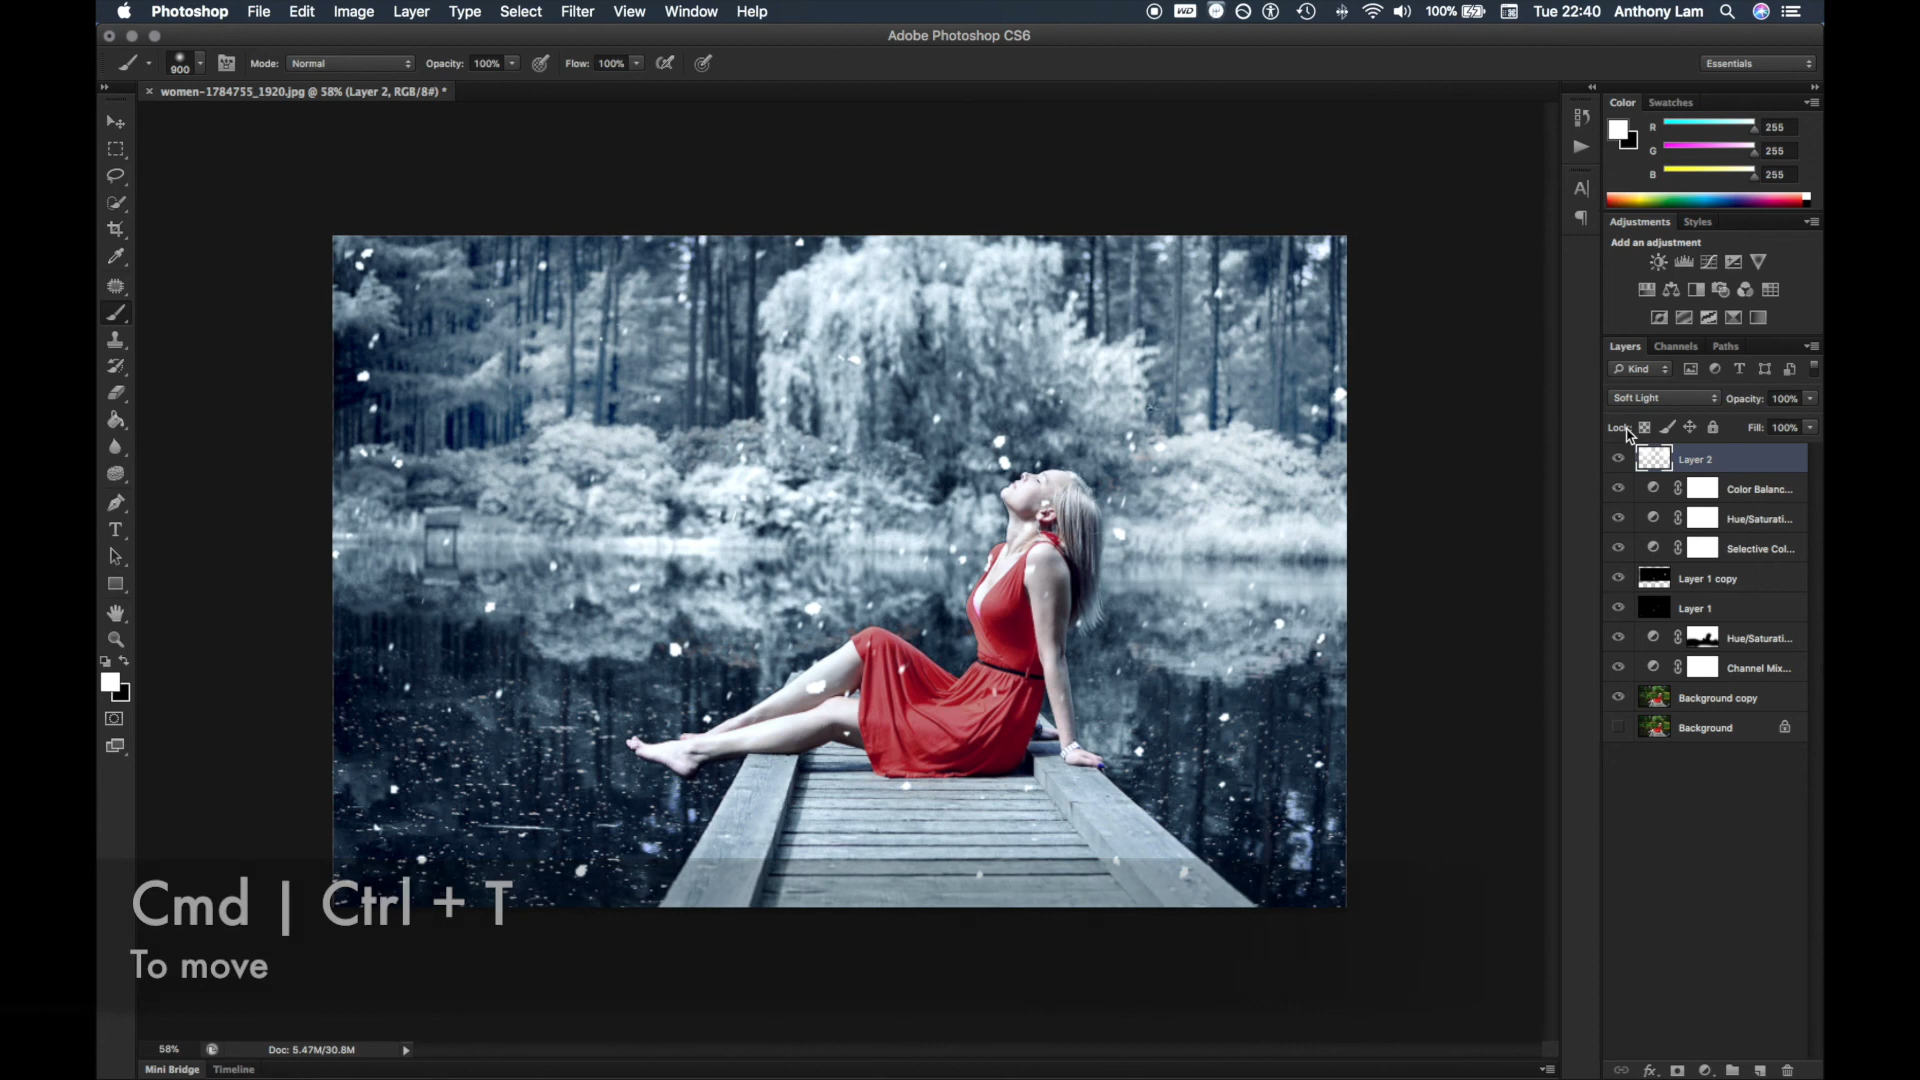 Photoshop File Edit Image Layer Type Select Filter View Window Help WD 100% Tue 22:40 Anthony Lam
Adobe Photoshop CS6
900 Mode: Normal Opacity: 100% Flow: 100% Essentials
women-1784755_1920.jpg @ 58% (Layer 2, RGB/8#) *
Color Swatches
R 255
G 255
B 255
Adjustments Styles
Add an adjustment
Layers Channels Paths
Kind
Soft Light Opacity: 100%
Lock: Fill: 100%
Layer 2
Color Balanc...
Hue/Saturati...
Selective Col...
Layer 1 copy
Layer 1
Hue/Saturati...
Channel Mix...
Background copy
Background
Cmd | Ctrl + T
To move
58% Doc: 5.47M/30.8M
Mini Bridge Timeline